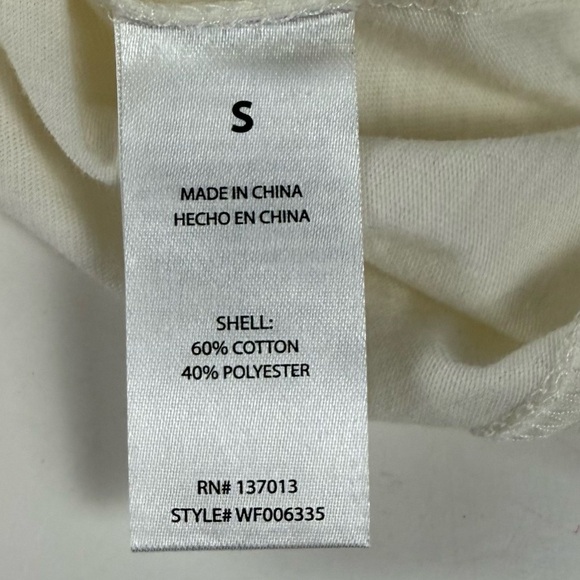 S
MADE IN CHINA
HECHO EN CHINA
SHELL:
60% COTTON
40% POLYESTER
RN# 137013
STYLE# WF006335